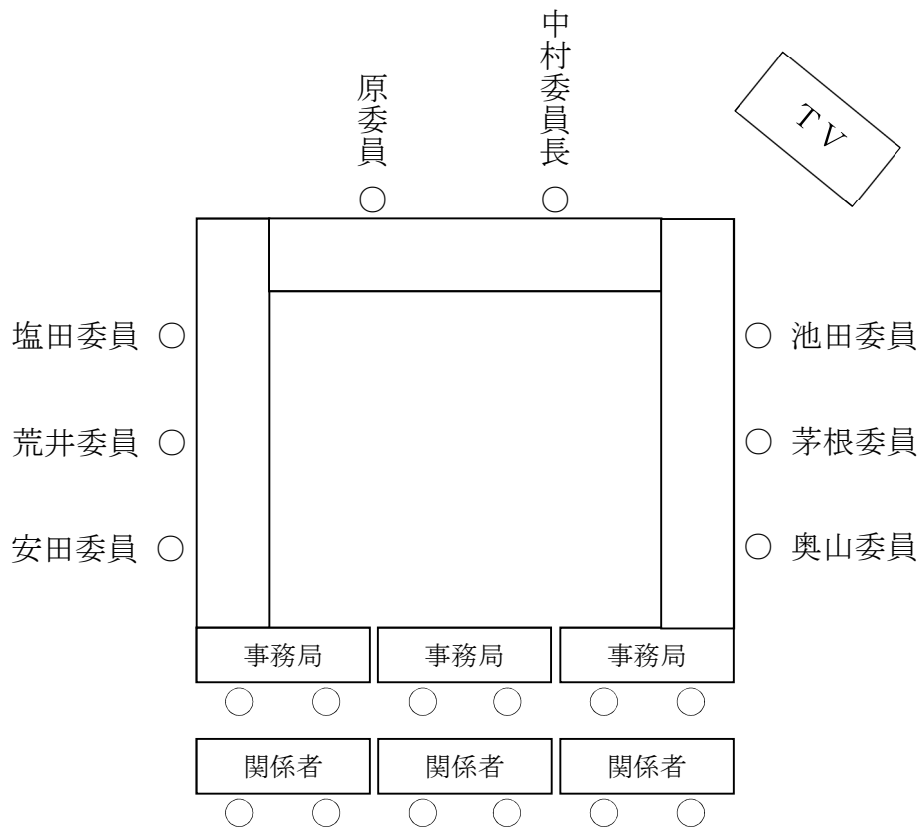 中村委員長
原委員
TV
塩田委員
池田委員
荒井委員
茅根委員
安田委員
奥山委員
事務局
事務局
事務局
関係者
関係者
関係者